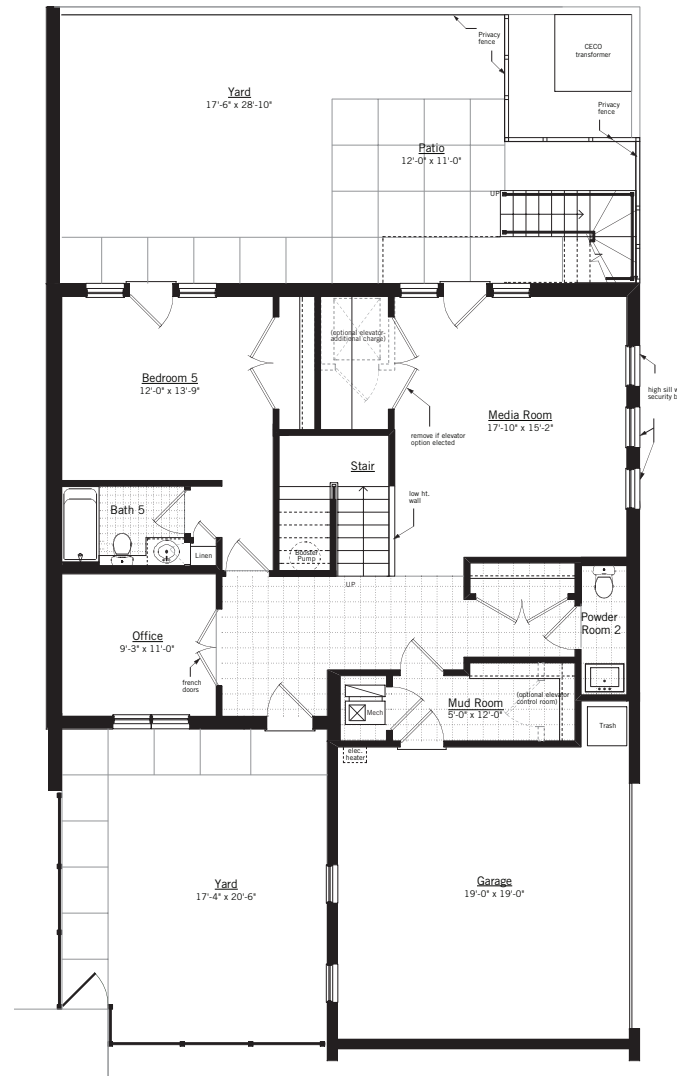 Privacy
fence
CECO
transformer
Yard
17'-6" x 28'-10"
Privacy
fence
Patio
12'-0" x 11'-0"
UP
(optional elevator-
additional charge)
Bedroom 5
12'-0" x 13'-9"
high sill w
security b
Media Room
17'-10" x 15'-2"
remove if elevator
option elected
Stair
low ht.
wall
Bath 5
Linen
Booster
Pump
UP
Powder
Room 2
Office
9'-3" x 11'-0"
french
doors
(optional elevator
control room)
Mud Room
5'-0" x 12'-0"
Mech
Trash
elec.
heater
Yard
17'-4" x 20'-6"
Garage
19'-0" x 19'-0"